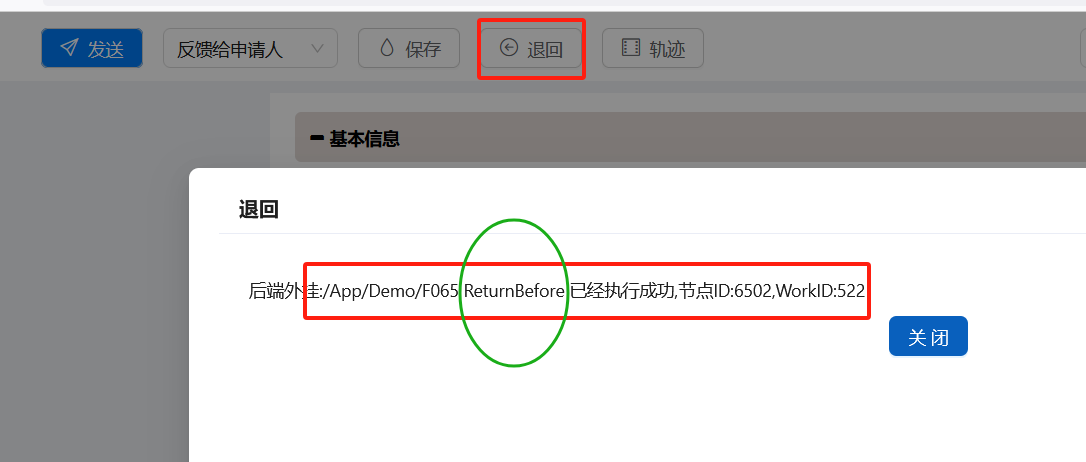 发送 反馈给申请人 保存 退回 轨迹
基本信息
退回
后端外挂:/App/Demo/F065 ReturnBefore 已经执行成功,节点ID:6502,WorkID:522
关 闭